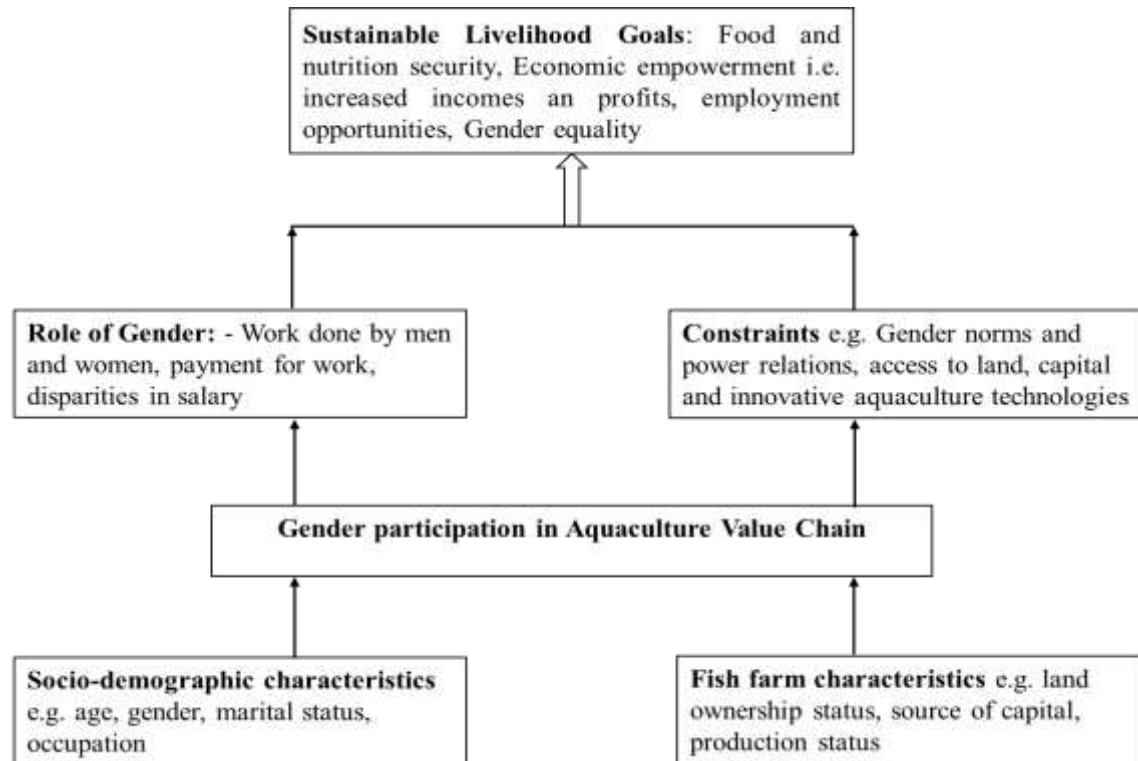 Sustainable Livelihood Goals: Food and
nutrition security, Economic empowerment i.e.
increased incomes an profits, employment
opportunities, Gender equality
Role of Gender: - Work done by men
and women, payment for work,
disparities in salary
Constraints e.g. Gender norms and
power relations, access to land, capital
and innovative aquaculture technologies
Gender participation in Aquaculture Value Chain
Socio-demographic characteristics
e.g. age, gender, marital status,
occupation
Fish farm characteristics e.g. land
ownership status, source of capital,
production status